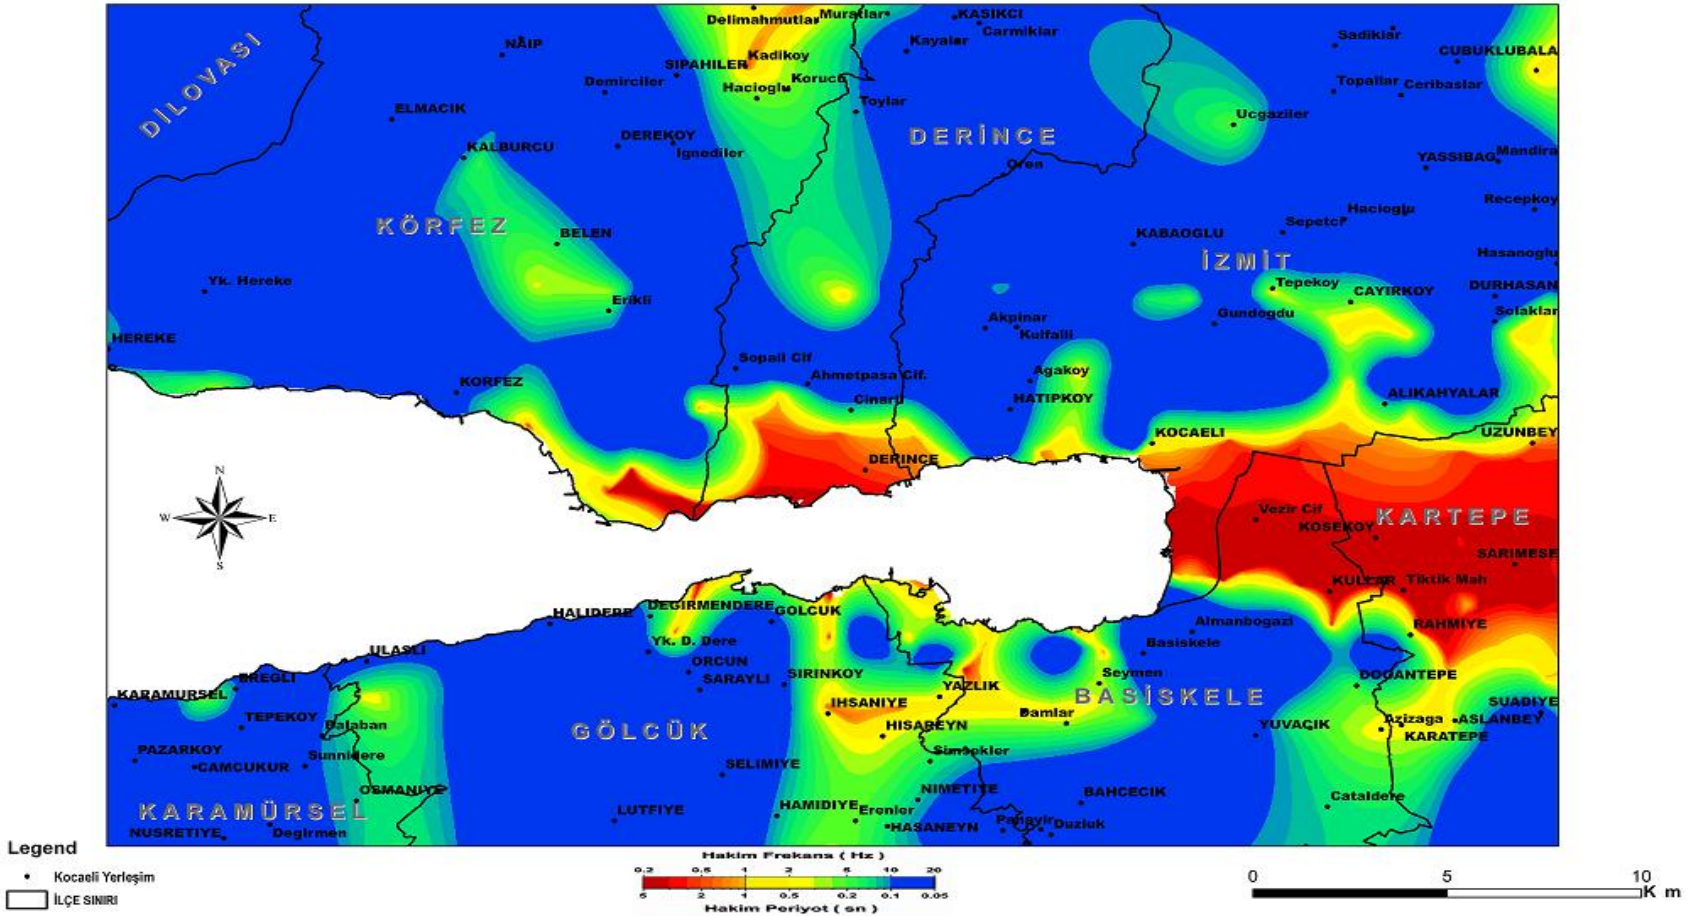 Delimahmutlar
Muratlar
KASIKCI
Carmiklar
Kayalar
Sadiklar
CUBUKLUBALA
NAIP
Kadikoy
SIPAHILER
Korucu
Hacioglu
Demirciler
Topallar
Ceribaslar
DİLOVASI
ELMACIK
Toylar
Ucgaziler
DERİNCE
DEREKOY
Ignediler
KALBURCU
YASSIBAG
Mandira
Oren
Recepkoy
Hacioglu
Sepetci
KÖRFEZ
BELEN
KABAOGLU
Hasanoglu
İZMİT
Yk. Hereke
Tepekoy
CAYIRKOY
DURHASAN
Erikli
Akpinar
Kulfalli
Gundogdu
Solaklar
HEREKE
Sopali Cif
Ahmetpasa Cif.
Agakoy
KORFEZ
Cinarli
HATIPKOY
ALIKAHYALAR
KOCAELI
UZUNBEY
DERINCE
N
W
E
S
Vezir Cif
KOSEKOY
KARTEPE
SARIMESE
KULLAR
Tiktik Mah
HALIDERE
DEGIRMENDERE
GOLCUK
Almanbogazi
RAHMIYE
Yk. D. Dere
Basiskele
ULASLI
ORCUN
SARAYLI
SIRINKOY
Seymen
DOGANTEPE
EREGLI
KARAMURSEL
YAZLIK
BASİSKELE
IHSANIYE
SUADIYE
TEPEKOY
Balaban
Damlar
HISAREYN
YUVACIK
Azizaga
ASLANBEY
KARATEPE
GÖLCÜK
PAZARKOY
Sunnidere
CAMCUKUR
SELIMIYE
Simsekler
OSMANIYE
NIMETIYE
BAHCECIK
Cataldere
KARAMÜRSEL
LUTFIYE
HAMIDIYE
Erenler
HASANEYN
Panayir
Duzluk
NUSRETIYE
Degirmen
Legend
Kocaeli Yerleşim
İLÇE SINIRI
Hakim Frekans ( Hz )
0.2 0.5 1 2 5 10 20
5 2 1 0.5 0.2 0.1 0.05
Hakim Periyot ( sn )
0 5 10
K m